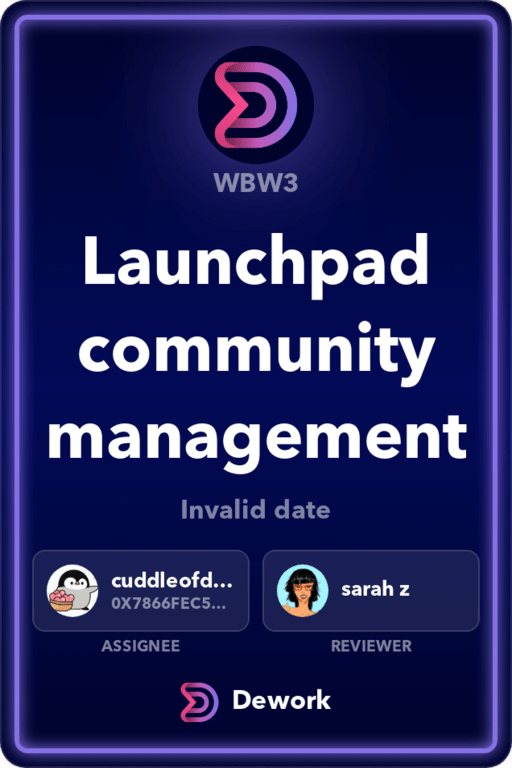 WBW3
Launchpad
community
management
Invalid date
cuddleofd...
0X7866FEC5...
sarah z
ASSIGNEE
REVIEWER
Dework